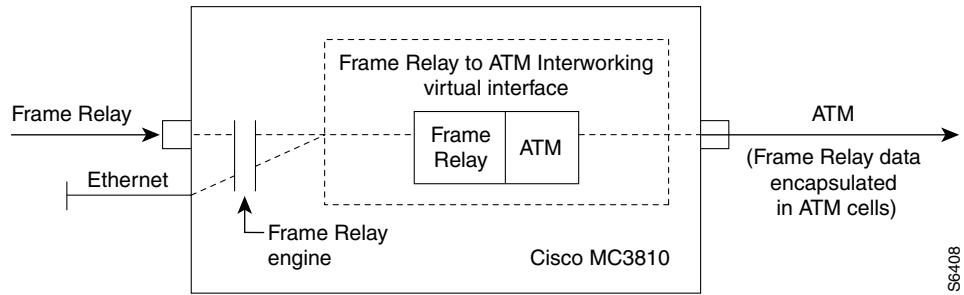 Frame Relay to ATM Interworking
virtual interface
Frame Relay
Frame
Relay
ATM
ATM
(Frame Relay data
encapsulated
in ATM cells)
Ethernet
Frame Relay
engine
Cisco MC3810
S6408